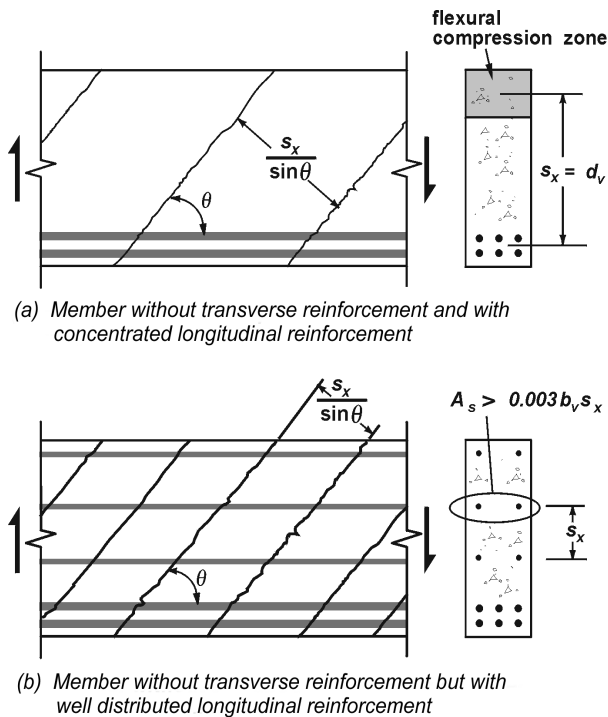 flexural
compression zone
s_x
sinθ
θ
s_x = d_v
(a) Member without transverse reinforcement and with
concentrated longitudinal reinforcement
s_x
sinθ
A_s > 0.003 b_v s_x
s_x
θ
(b) Member without transverse reinforcement but with
well distributed longitudinal reinforcement